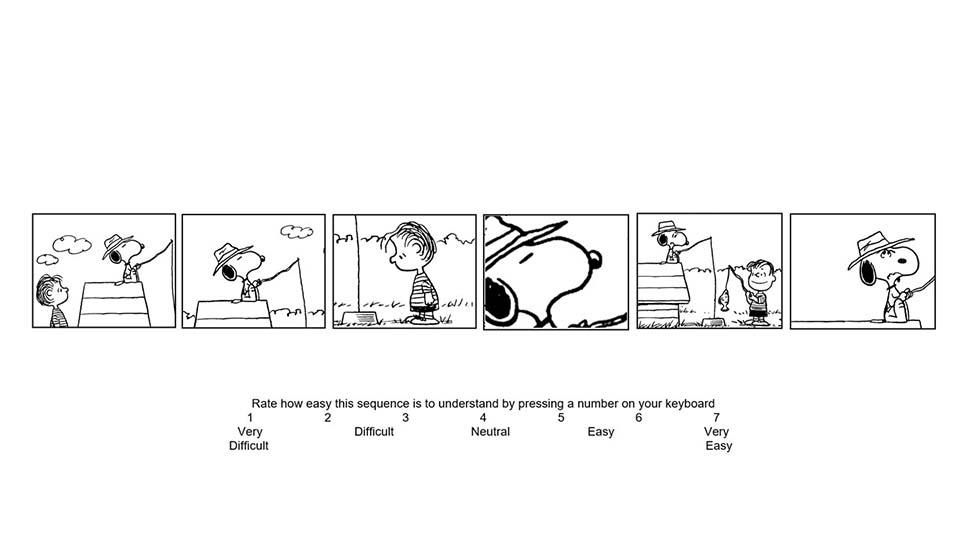 Rate how easy this sequence is to understand by pressing a number on your keyboard
1 2 3 4 5 6 7
Very Difficult Neutral Easy Very
Difficult Easy